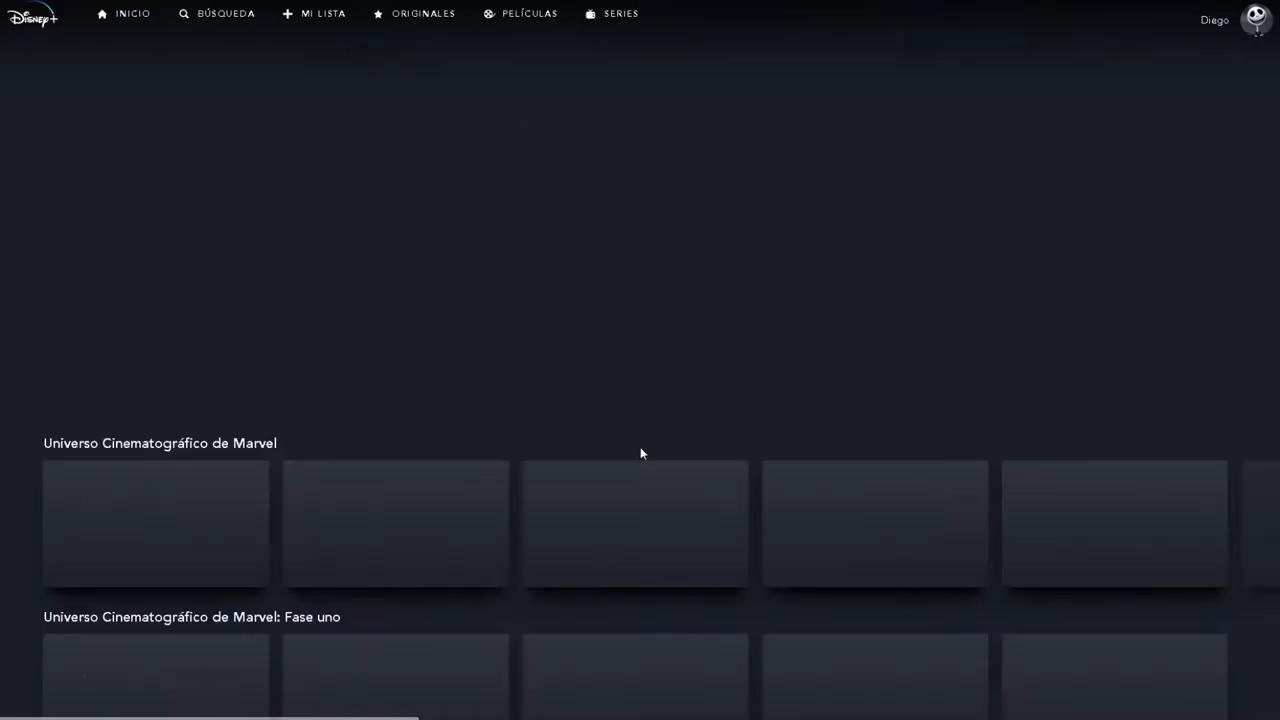 Disney+
INICIO
BÚSQUEDA
MI LISTA
ORIGINALES
PELÍCULAS
SERIES
Diego
Universo Cinematográfico de Marvel
Universo Cinematográfico de Marvel: Fase uno